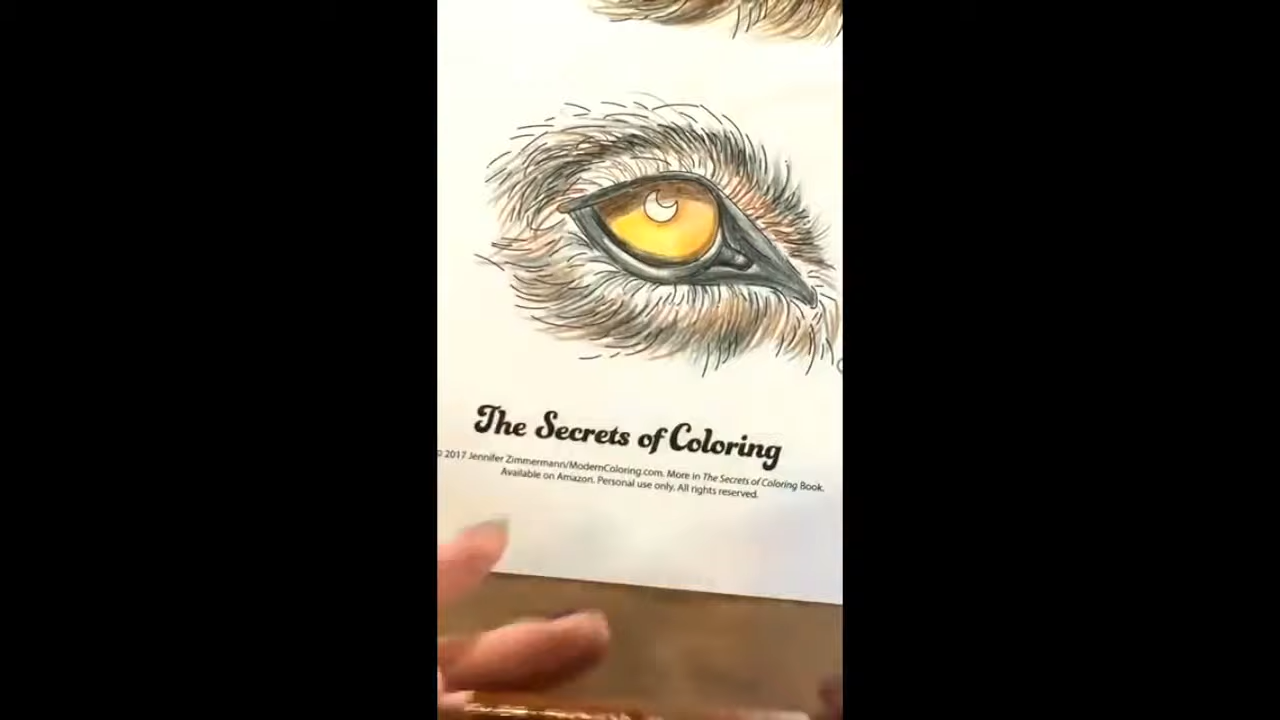 The Secrets of Coloring
© 2017 Jennifer Zimmermann/ModernColoring.com. More in The Secrets of Coloring Book.
Available on Amazon. Personal use only. All rights reserved.